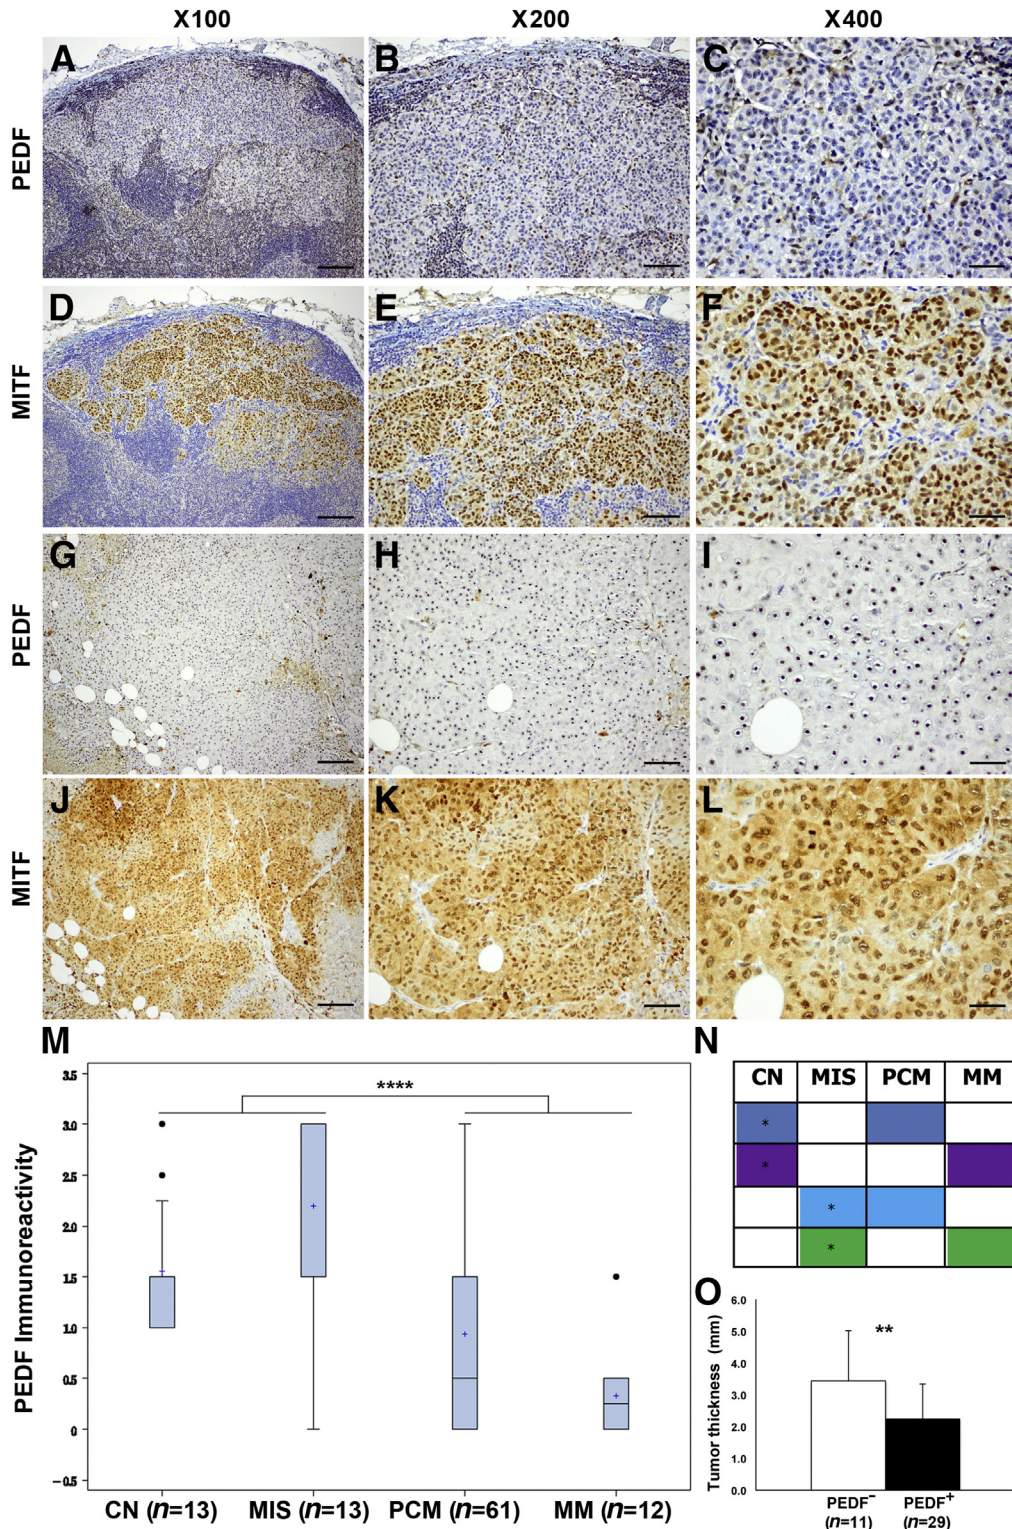 X100 X200 X400
A B C
PEDF
D E F
MITF
G H I
PEDF
J K L
MITF
M
3.5
3.0
2.5
2.0
1.5
1.0
0.5
0
-0.5
PEDF Immunoreactivity
****
CN (n=13) MIS (n=13) PCM (n=61) MM (n=12)
N
CN MIS PCM MM
*
*
*
*
O
6.0
5.0
4.0
3.0
2.0
1.0
0.0
Tumor thickness (mm)
**
PEDF⁻ PEDF⁺
(n=11) (n=29)